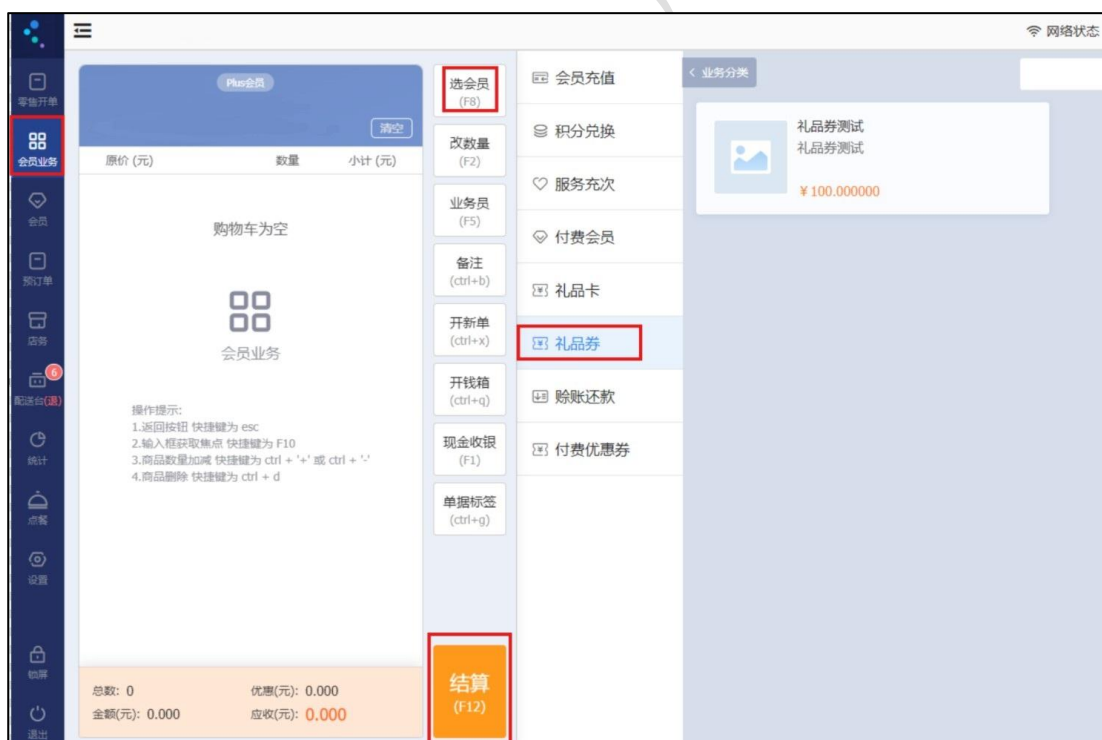 网络状态
零售开单
会员业务
会员
预订单
店务
6
配送台(退)
统计
点餐
设置
锁屏
退出
Plus会员
清空
原价 (元) 数量 小计 (元)
购物车为空
会员业务
操作提示:
1.返回按钮 快捷键为 esc
2.输入框获取焦点 快捷键为 F10
3.商品数量加减 快捷键为 ctrl + '+' 或 ctrl + '-'
4.商品删除 快捷键为 ctrl + d
总数: 0 优惠(元): 0.000
金额(元): 0.000 应收(元): 0.000
选会员
(F8)
改数量
(F2)
业务员
(F5)
备注
(ctrl+b)
开新单
(ctrl+x)
开钱箱
(ctrl+q)
现金收银
(F1)
单据标签
(ctrl+g)
结算
(F12)
会员充值
积分兑换
服务充次
付费会员
礼品卡
礼品券
赊账还款
付费优惠券
< 业务分类
礼品券测试
礼品券测试
¥100.000000